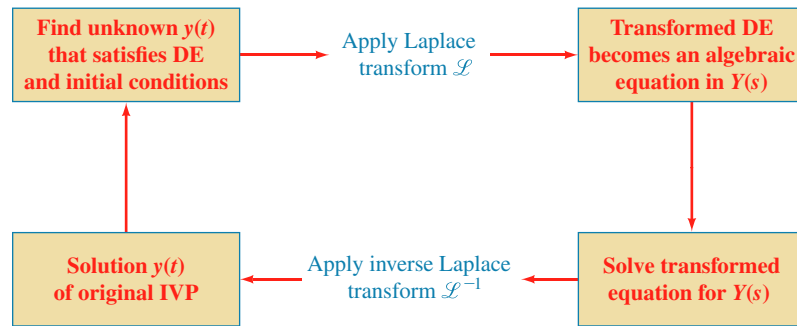 Find unknown y(t)
that satisfies DE
and initial conditions
Apply Laplace
transform ℒ
Transformed DE
becomes an algebraic
equation in Y(s)
Solution y(t)
of original IVP
Apply inverse Laplace
transform ℒ⁻¹
Solve transformed
equation for Y(s)